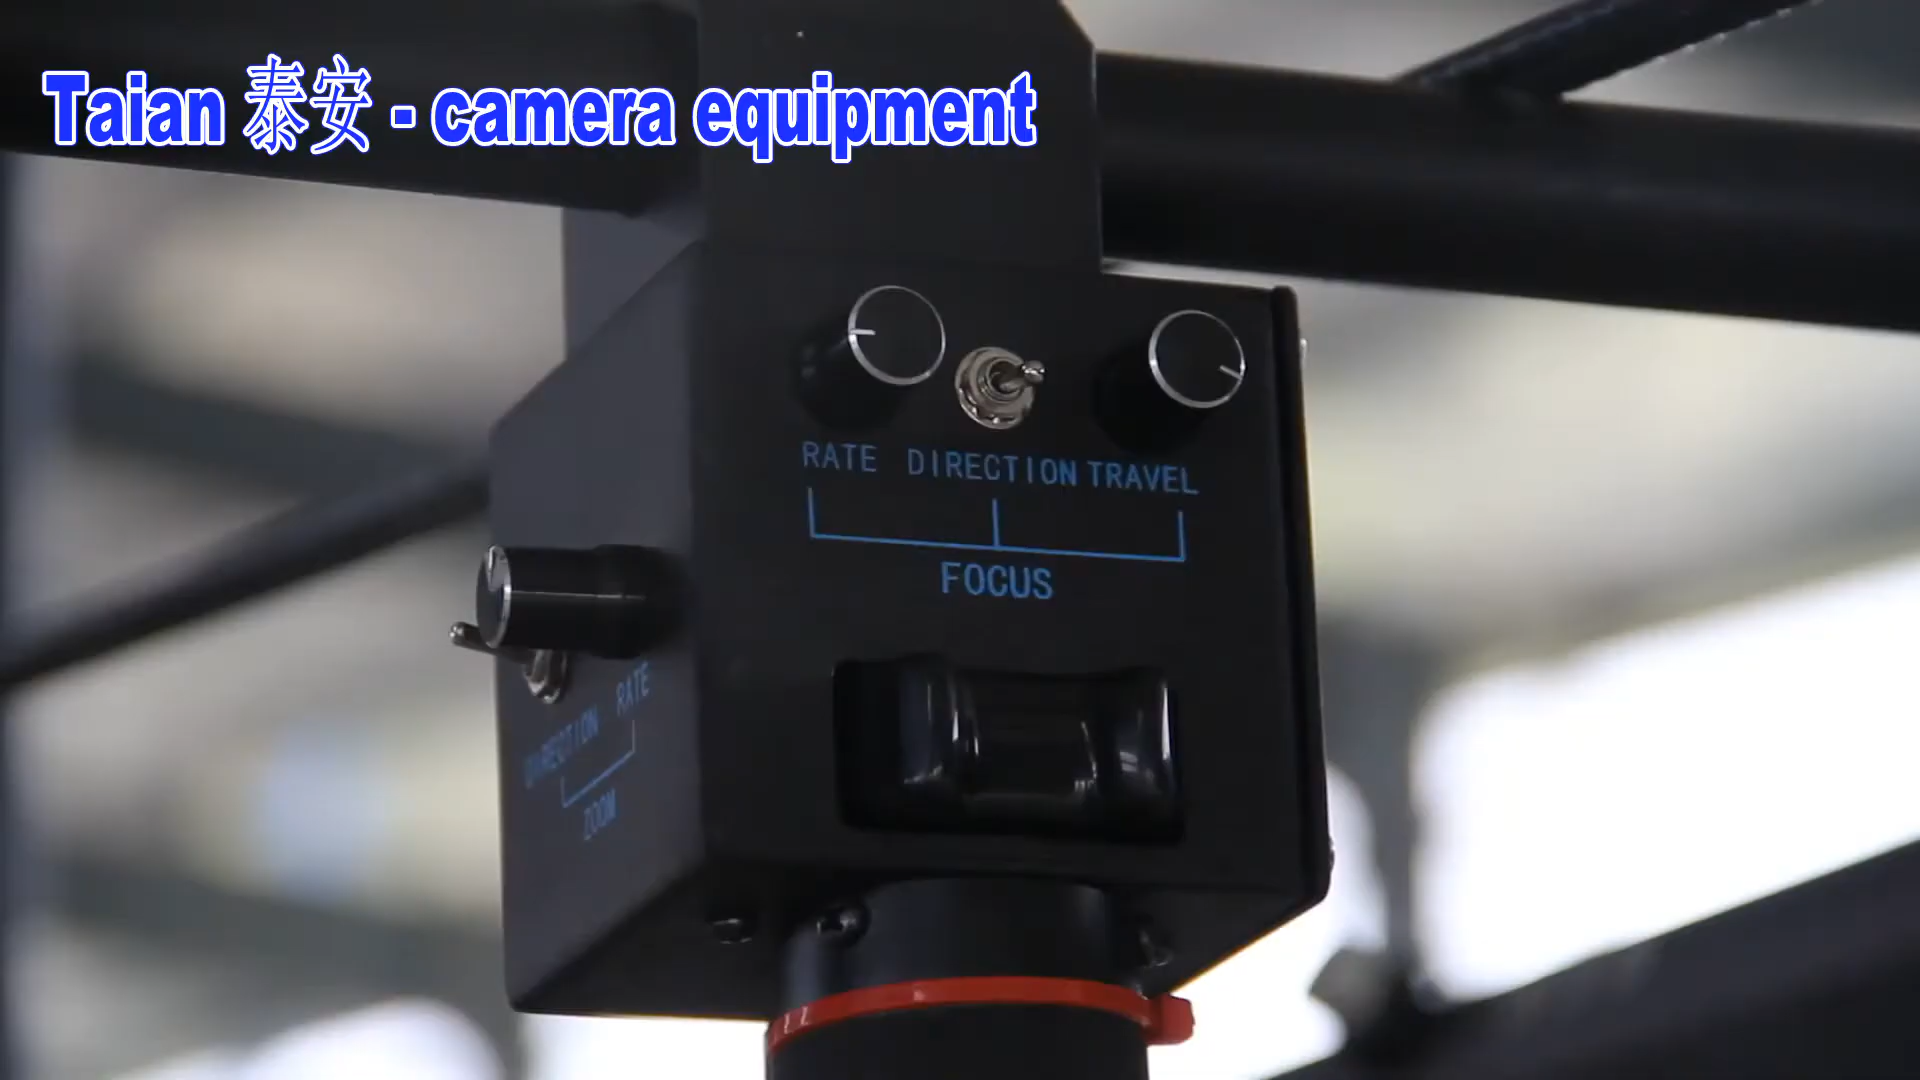 Taian 泰安 - camera equipment
RATE DIRECTION TRAVEL
FOCUS
DIRECTION RATE
ZOOM